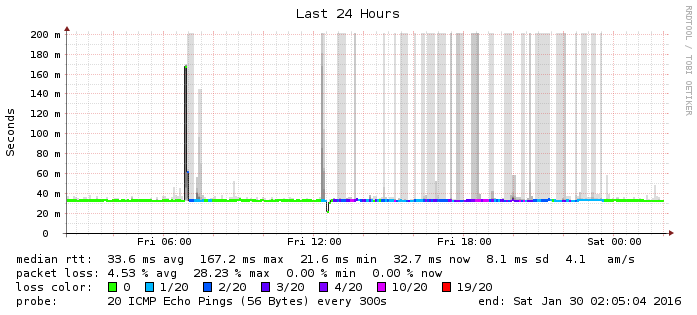 Last 24 Hours
RRDTOOL / TOBI OETIKER
Seconds
200 m
180 m
160 m
140 m
120 m
100 m
80 m
60 m
40 m
20 m
0
Fri 06:00 Fri 12:00 Fri 18:00 Sat 00:00
median rtt: 33.6 ms avg 167.2 ms max 21.6 ms min 32.7 ms now 8.1 ms sd 4.1 am/s
packet loss: 4.53 % avg 28.23 % max 0.00 % min 0.00 % now
loss color: 0 1/20 2/20 3/20 4/20 10/20 19/20
probe: 20 ICMP Echo Pings (56 Bytes) every 300s end: Sat Jan 30 02:05:04 2016